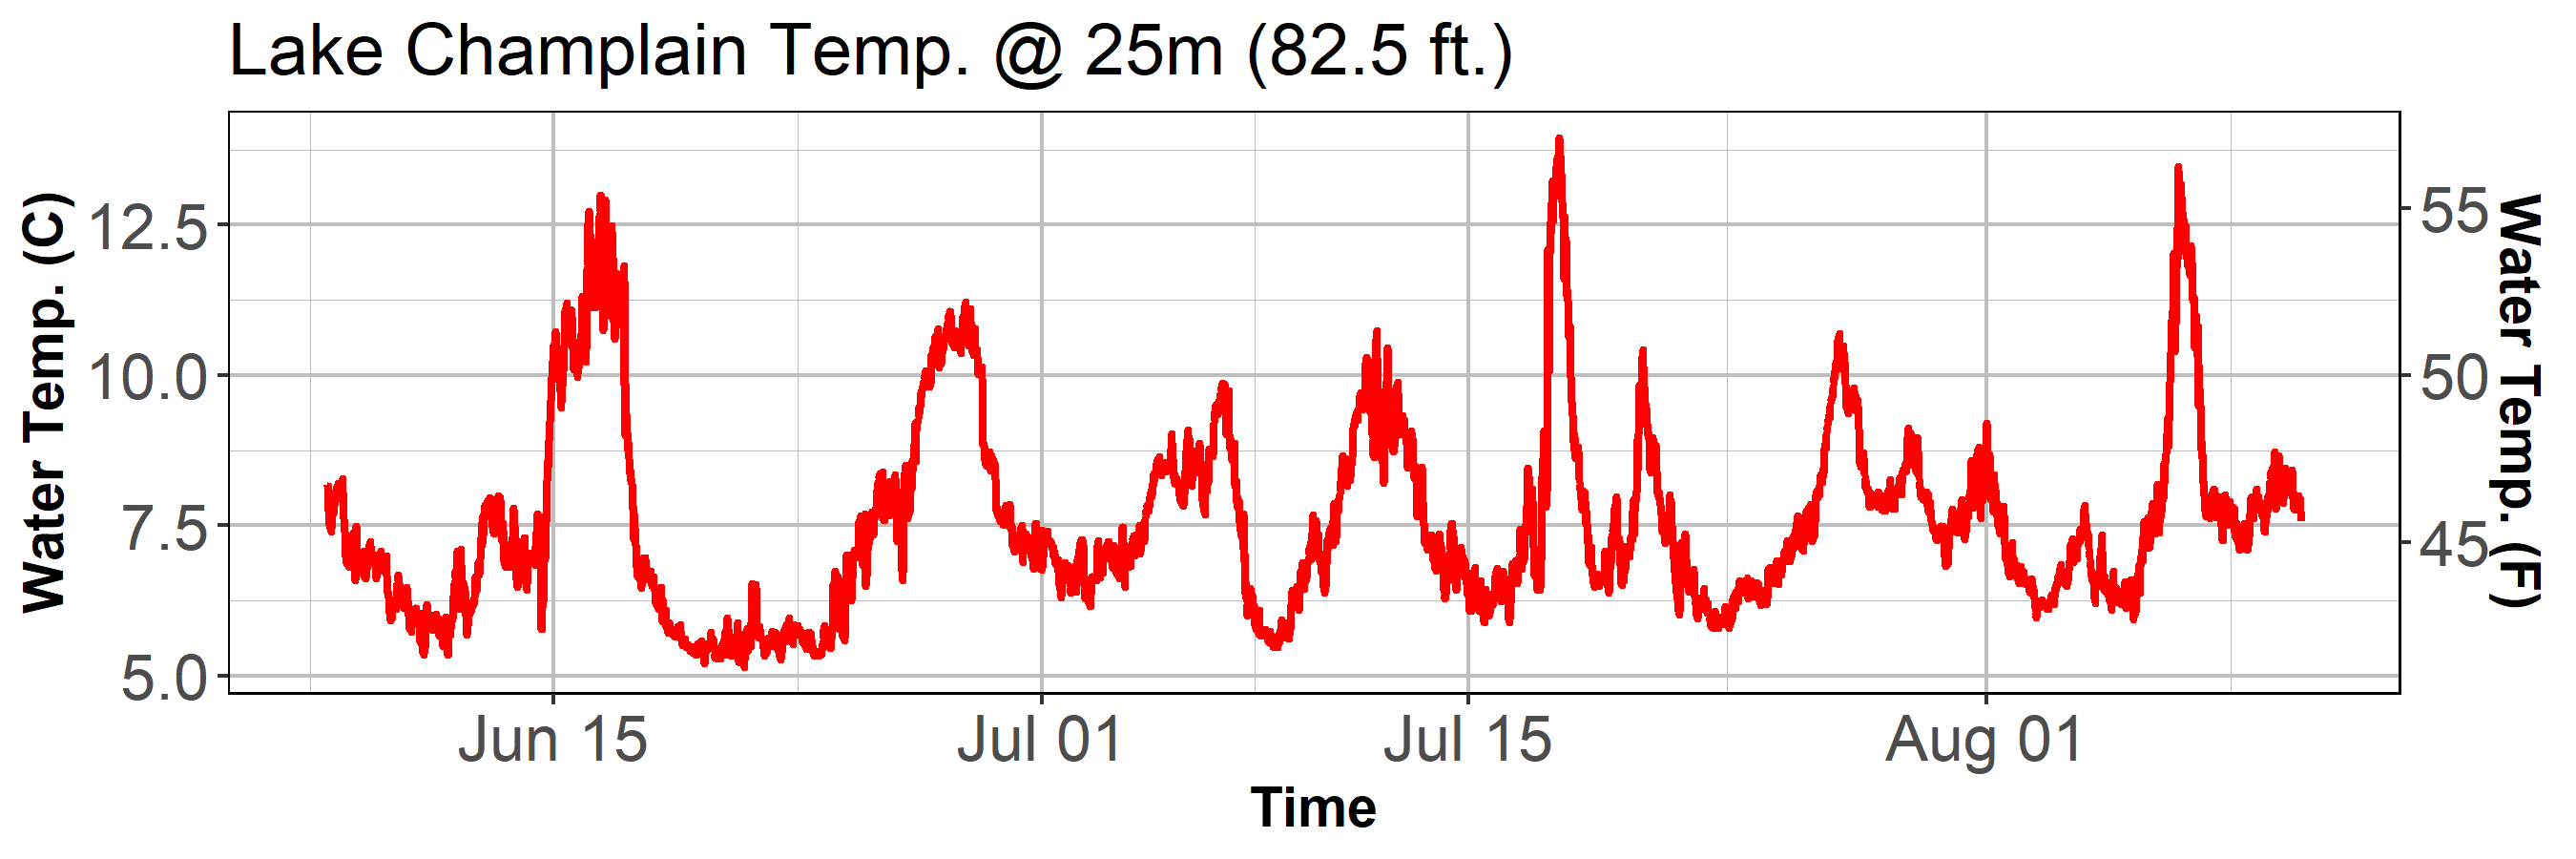 Lake Champlain Temp. @ 25m (82.5 ft.)
Water Temp. (C)
12.5
10.0
7.5
5.0
55
50
45
Water Temp. (F)
Jun 15
Jul 01
Jul 15
Aug 01
Time